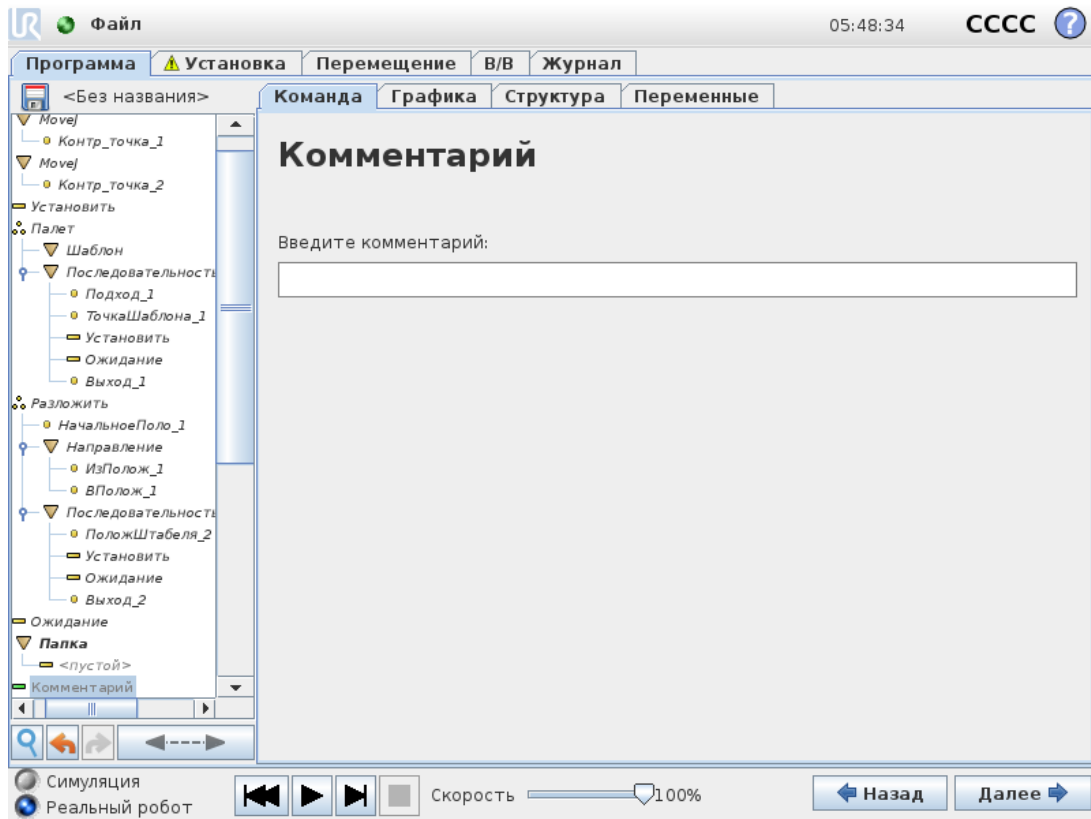 UR Файл 05:48:34 CCCC ?
Программа Установка Перемещение В/В Журнал
<Без названия> Команда Графика Структура Переменные
MoveJ
Контр_точка_1
MoveJ
Контр_точка_2
Установить
Палет
Шаблон
Последовательность
Подход_1
ТочкаШаблона_1
Установить
Ожидание
Выход_1
Разложить
НачальноеПоло_1
Направление
ИзПолож_1
ВПолож_1
Последовательность
ПоложШтабеля_2
Установить
Ожидание
Выход_2
Ожидание
Папка
<пустой>
Комментарий
Комментарий
Введите комментарий:
Симуляция
Реальный робот
Скорость 100%
Назад Далее